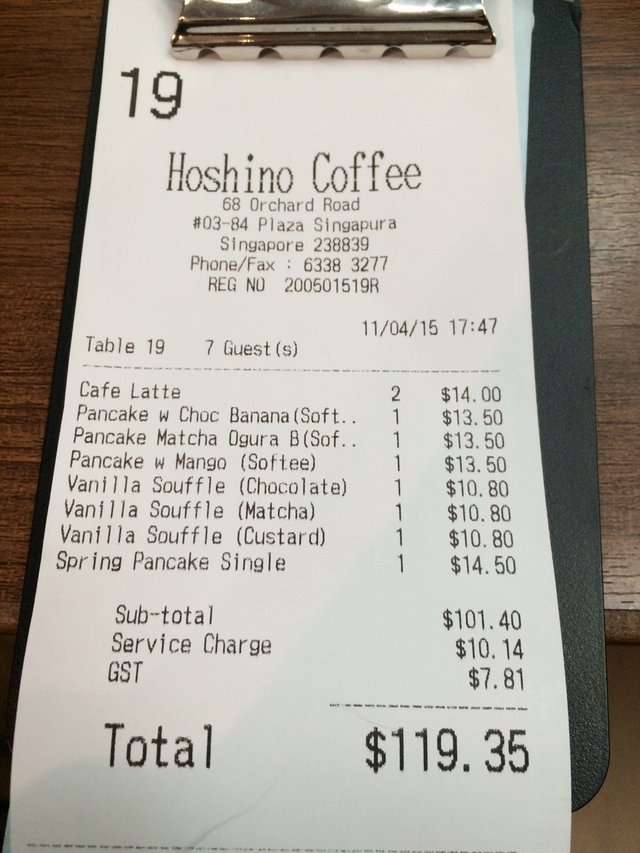 19
Hoshino Coffee
68 Orchard Road
#03-84 Plaza Singapura
Singapore 238839
Phone/Fax : 6338 3277
REG NO 200501519R
11/04/15 17:47
Table 19 7 Guest(s)
Cafe Latte 2 $14.00
Pancake w Choc Banana(Soft.. 1 $13.50
Pancake Matcha Ogura B(Sof.. 1 $13.50
Pancake w Mango (Softee) 1 $13.50
Vanilla Souffle (Chocolate) 1 $10.80
Vanilla Souffle (Matcha) 1 $10.80
Vanilla Souffle (Custard) 1 $10.80
Spring Pancake Single 1 $14.50
Sub-total $101.40
Service Charge $10.14
GST $7.81
Total $119.35